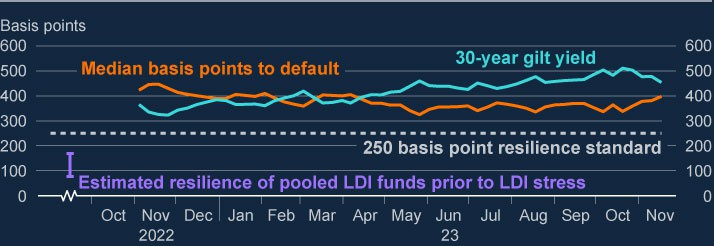 Basis points
600 600
30-year gilt yield
500 500
Median basis points to default
400 400
300 300
200 200
250 basis point resilience standard
100 100
Estimated resilience of pooled LDI funds prior to LDI stress
0 0
Oct Nov Dec Jan Feb Mar Apr May Jun Jul Aug Sep Oct Nov
2022 23